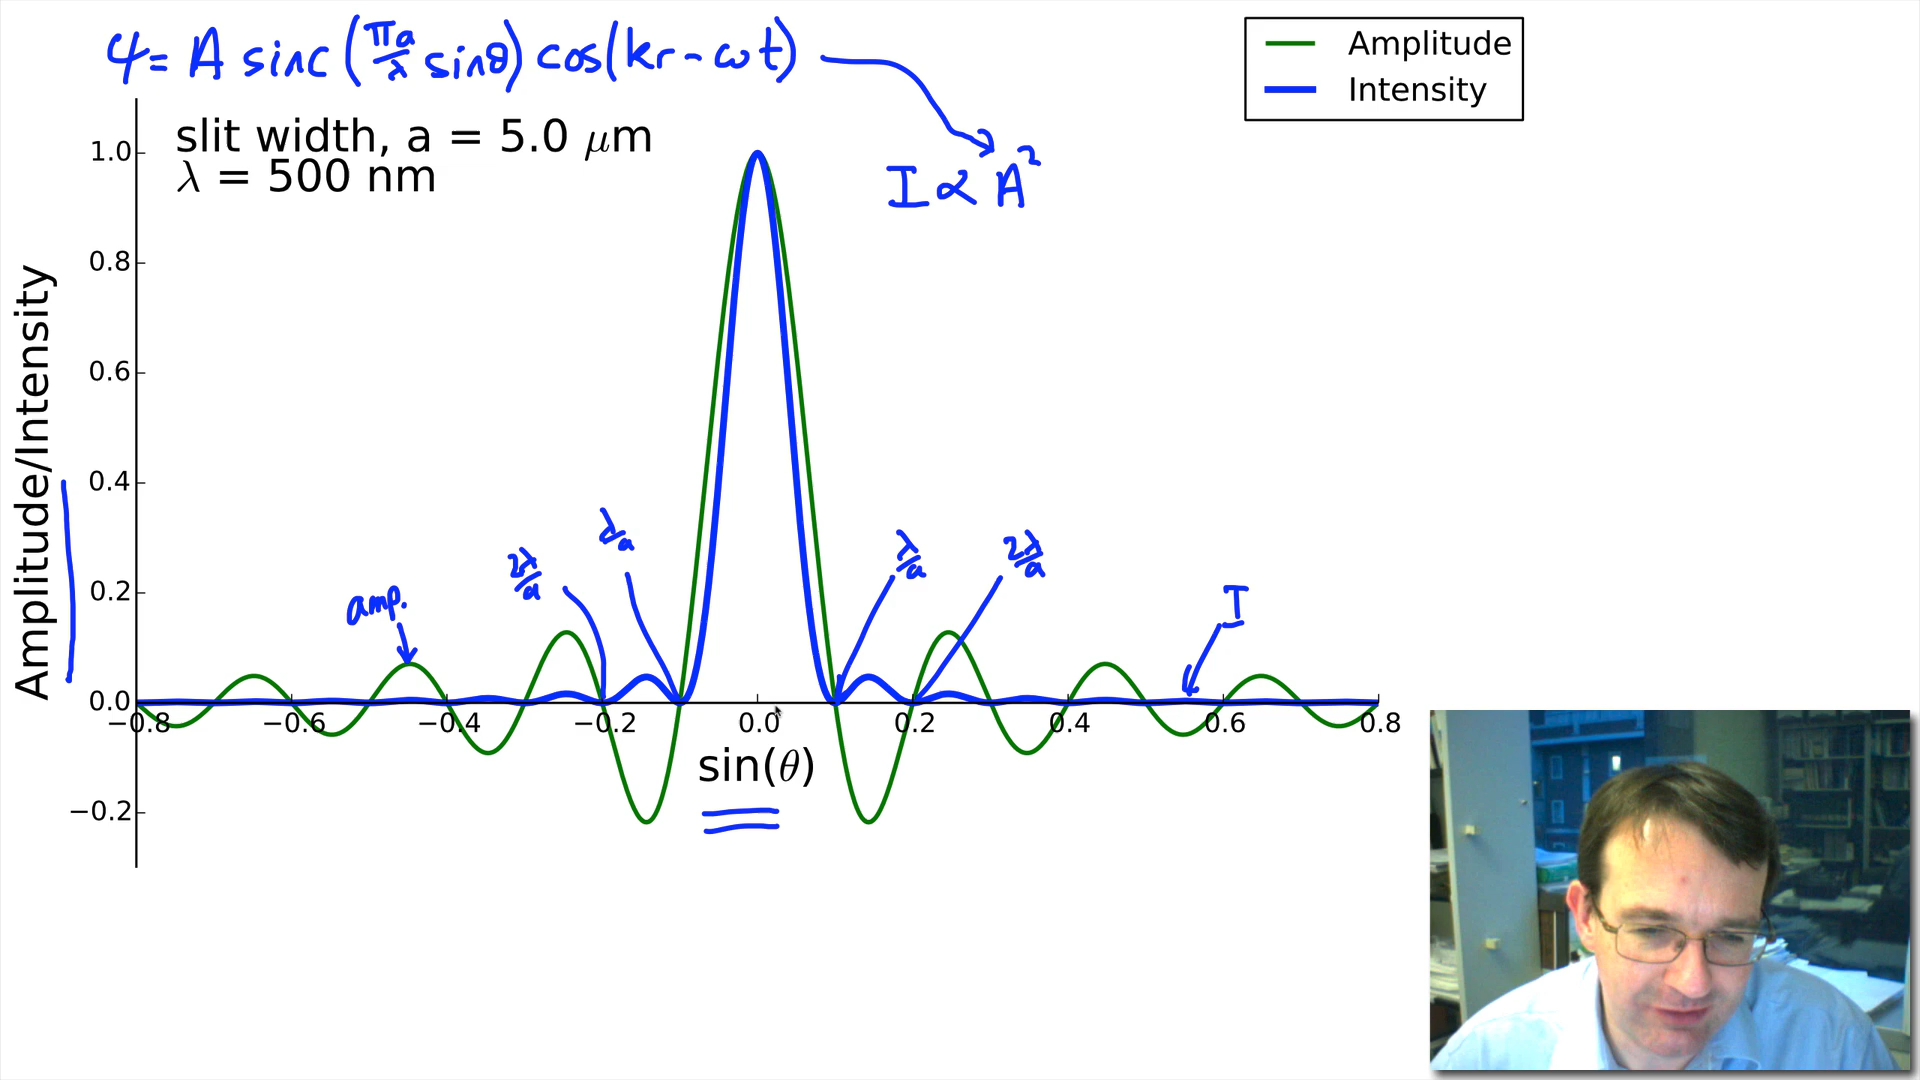 ψ = A sinc(πa/λ sinθ) cos(kr-ωt)
Amplitude
Intensity
slit width, a = 5.0 μm
λ = 500 nm
I ∝ A²
1.0
0.8
0.6
0.4
0.2
0.0
−0.2
Amplitude/Intensity
amp.
2λ/a
λ/a
λ/a
2λ/a
I
−0.8 −0.6 −0.4 −0.2 0.0 0.2 0.4 0.6 0.8
sin(θ)